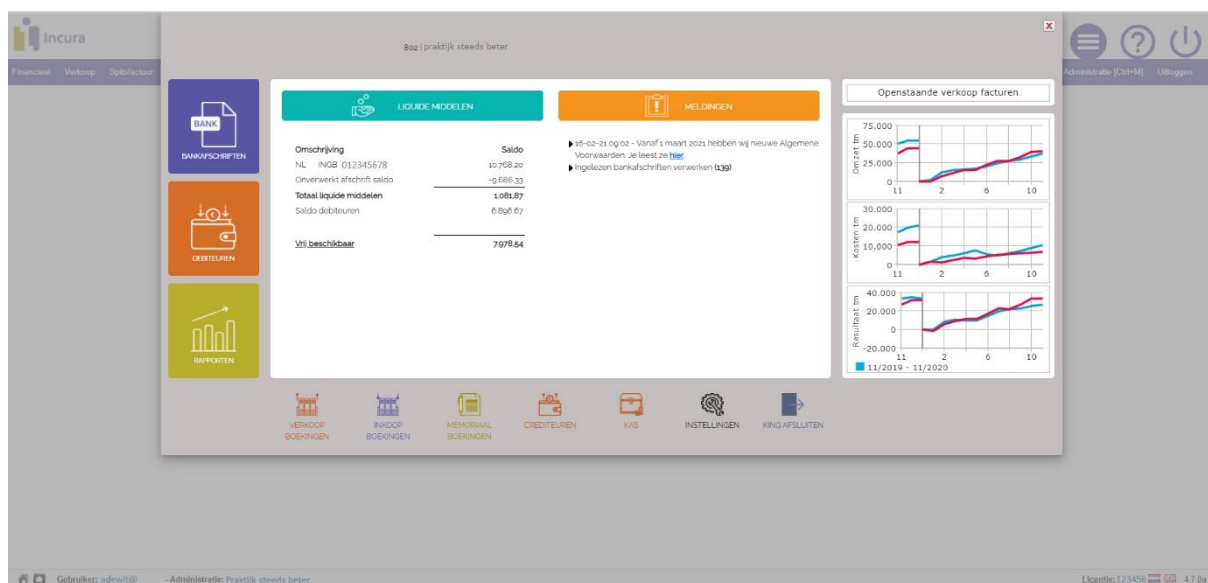 Incura
802 | praktijk steeds beter
X
Financieel Verkoop Spitsfactuur
Administratie [Ctrl+M] Uitloggen
BANK
BANKAFSCHRIFTEN
DEBITEUREN
RAPPORTEN
LIQUIDE MIDDELEN
Omschrijving Saldo
NL INGB 012345678 10.768,20
Onverwerkt afschrift saldo -9.686,33
Totaal liquide middelen 1.081,87
Saldo debiteuren 6.896,67
Vrij beschikbaar 7.978,54
MELDINGEN
16-02-21 09:02 - Vanaf 1 maart 2021 hebben wij nieuwe Algemene
Voorwaarden. Je leest ze hier.
Ingelezen bankafschriften verwerken (139)
Openstaande verkoop facturen
Omzet tm
75.000
50.000
25.000
0
11 2 6 10
Kosten tm
30.000
20.000
10.000
0
11 2 6 10
Resultaat tm
40.000
20.000
0
-20.000
11 2 6 10
11/2019 - 11/2020
VERKOOP
BOEKINGEN
INKOOP
BOEKINGEN
MEMORIAAL
BOEKINGEN
CREDITEUREN
KAS
INSTELLINGEN
KING AFSLUITEN
Gebruiker: adewit@ - Administratie: Praktijk steeds beter
Licentie: 123456 4.7.0a